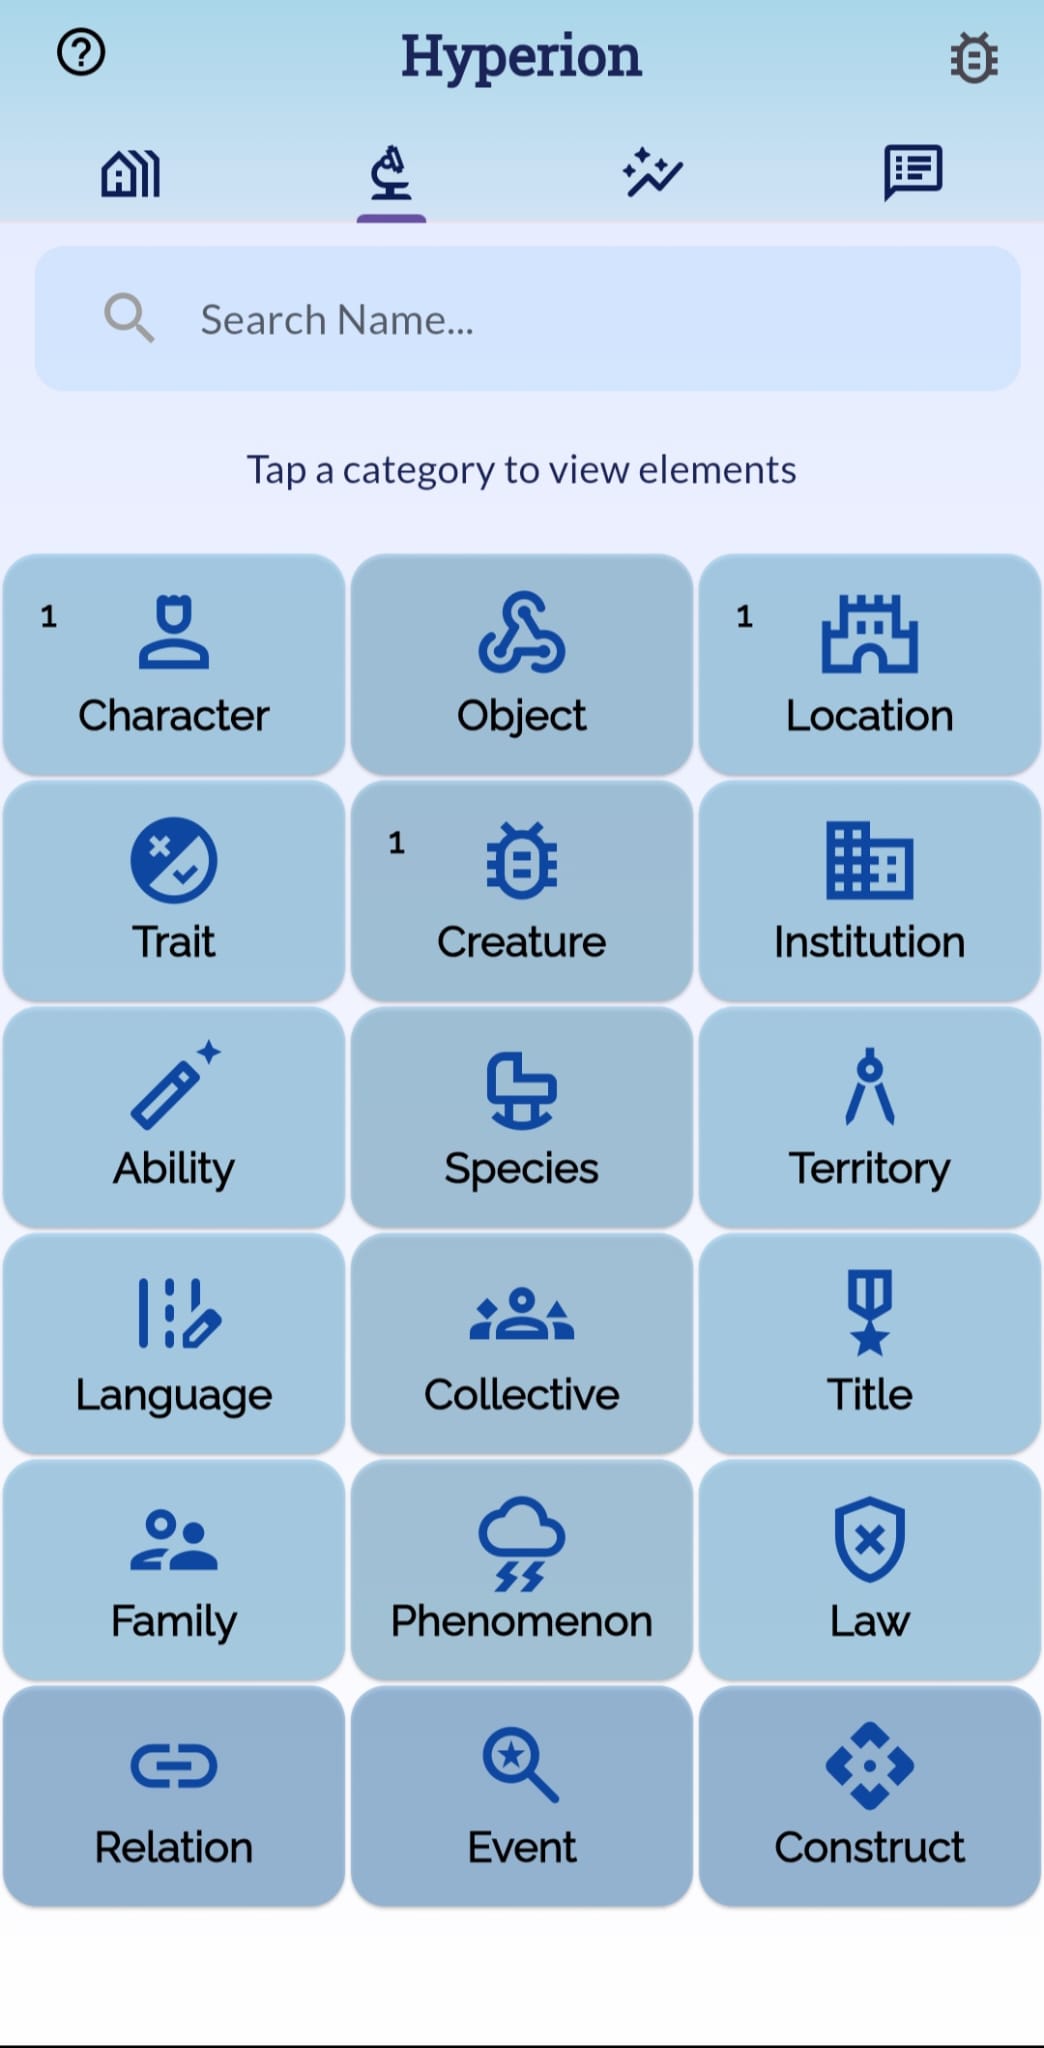 Hyperion
Search Name...
Tap a category to view elements
1
Character
Object
1
Location
Trait
1
Creature
Institution
Ability
Species
Territory
Language
Collective
Title
Family
Phenomenon
Law
Relation
Event
Construct